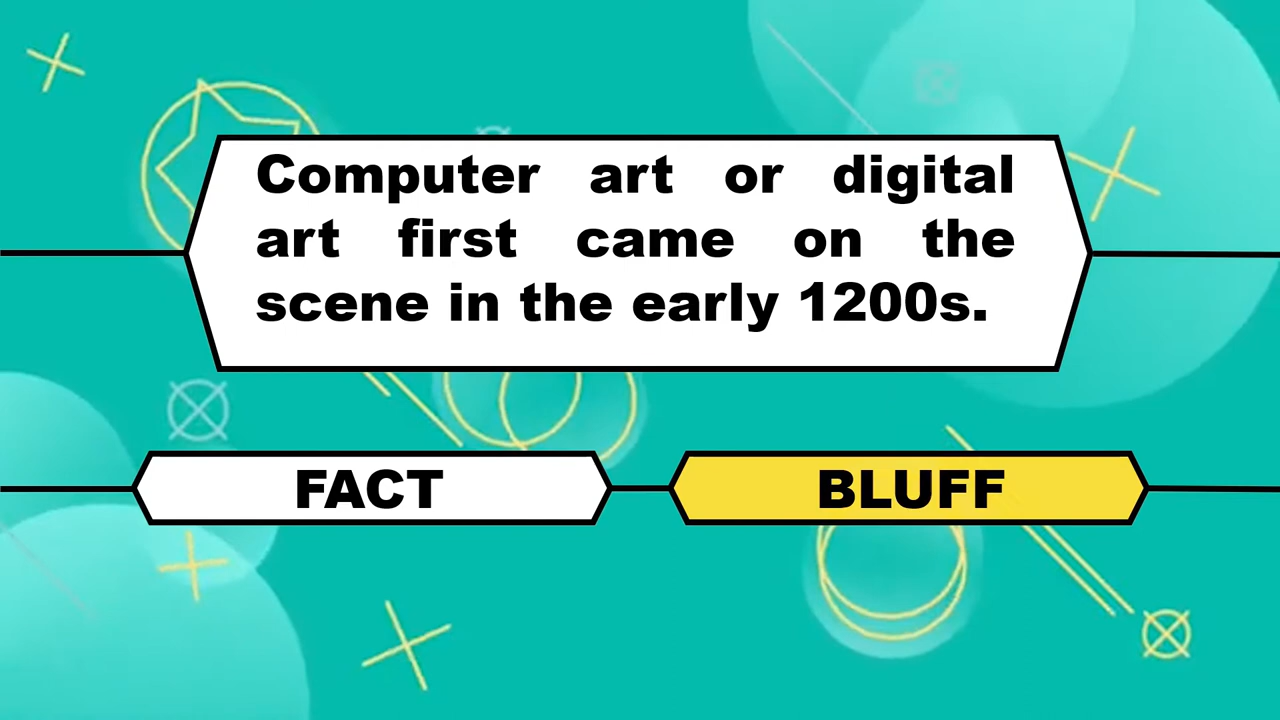 Computer art or digital
art first came on the
scene in the early 1200s.
FACT
BLUFF